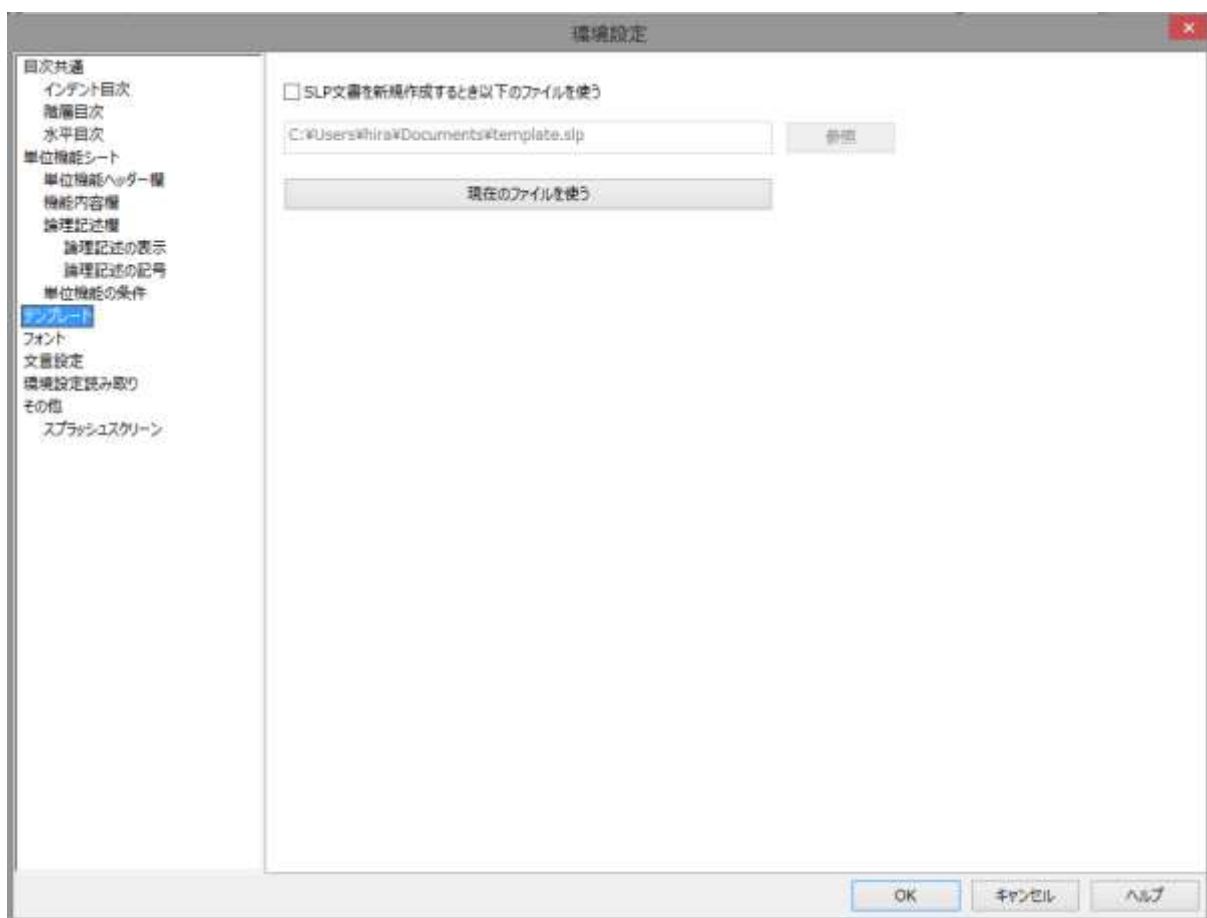 環境設定
目次共通
インデント目次
階層目次
水平目次
単位機能シート
単位機能ヘッダー欄
機能内容欄
論理記述欄
論理記述の表示
論理記述の記号
単位機能の条件
テンプレート
フォント
文言設定
環境設定読み取り
その他
スプラッシュスクリーン
SLP文書を新規作成するとき以下のファイルを使う
C:¥Users¥hira¥Documents¥template.slp
参照
現在のファイルを使う
OK
キャンセル
ヘルプ